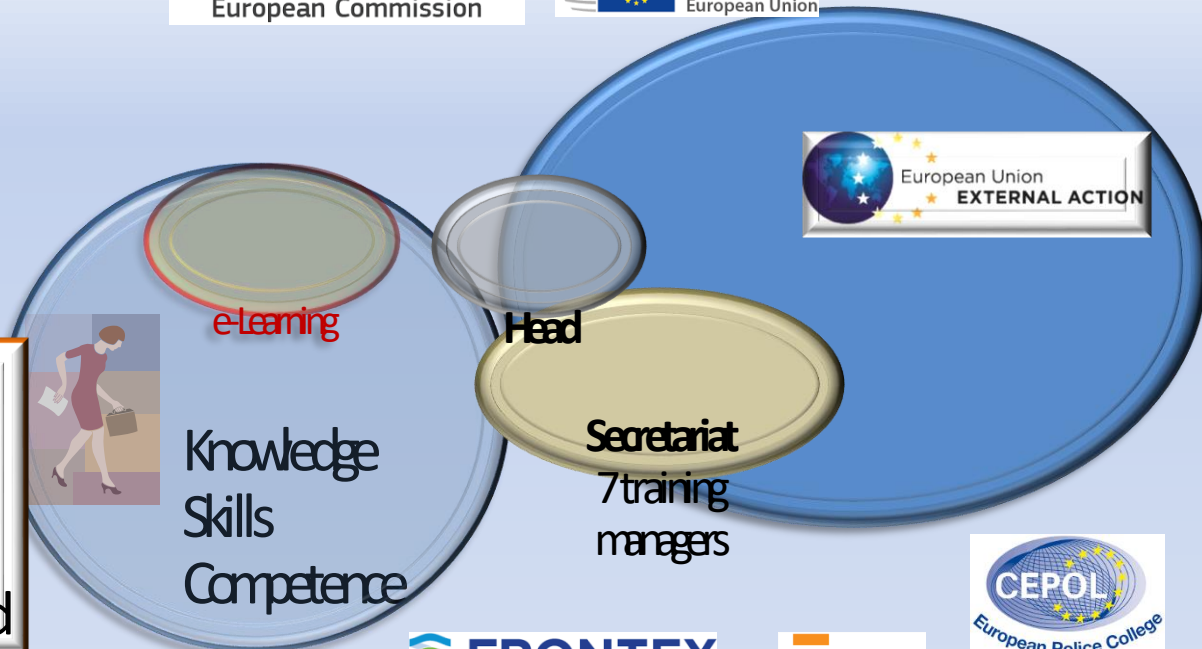 European Commission
European Union
European Union
EXTERNAL ACTION
e-Learning
Head
Knowledge
Skills
Competence
Secretariat
7 training
managers
d
CEPOL
European Police College
FRONTEX